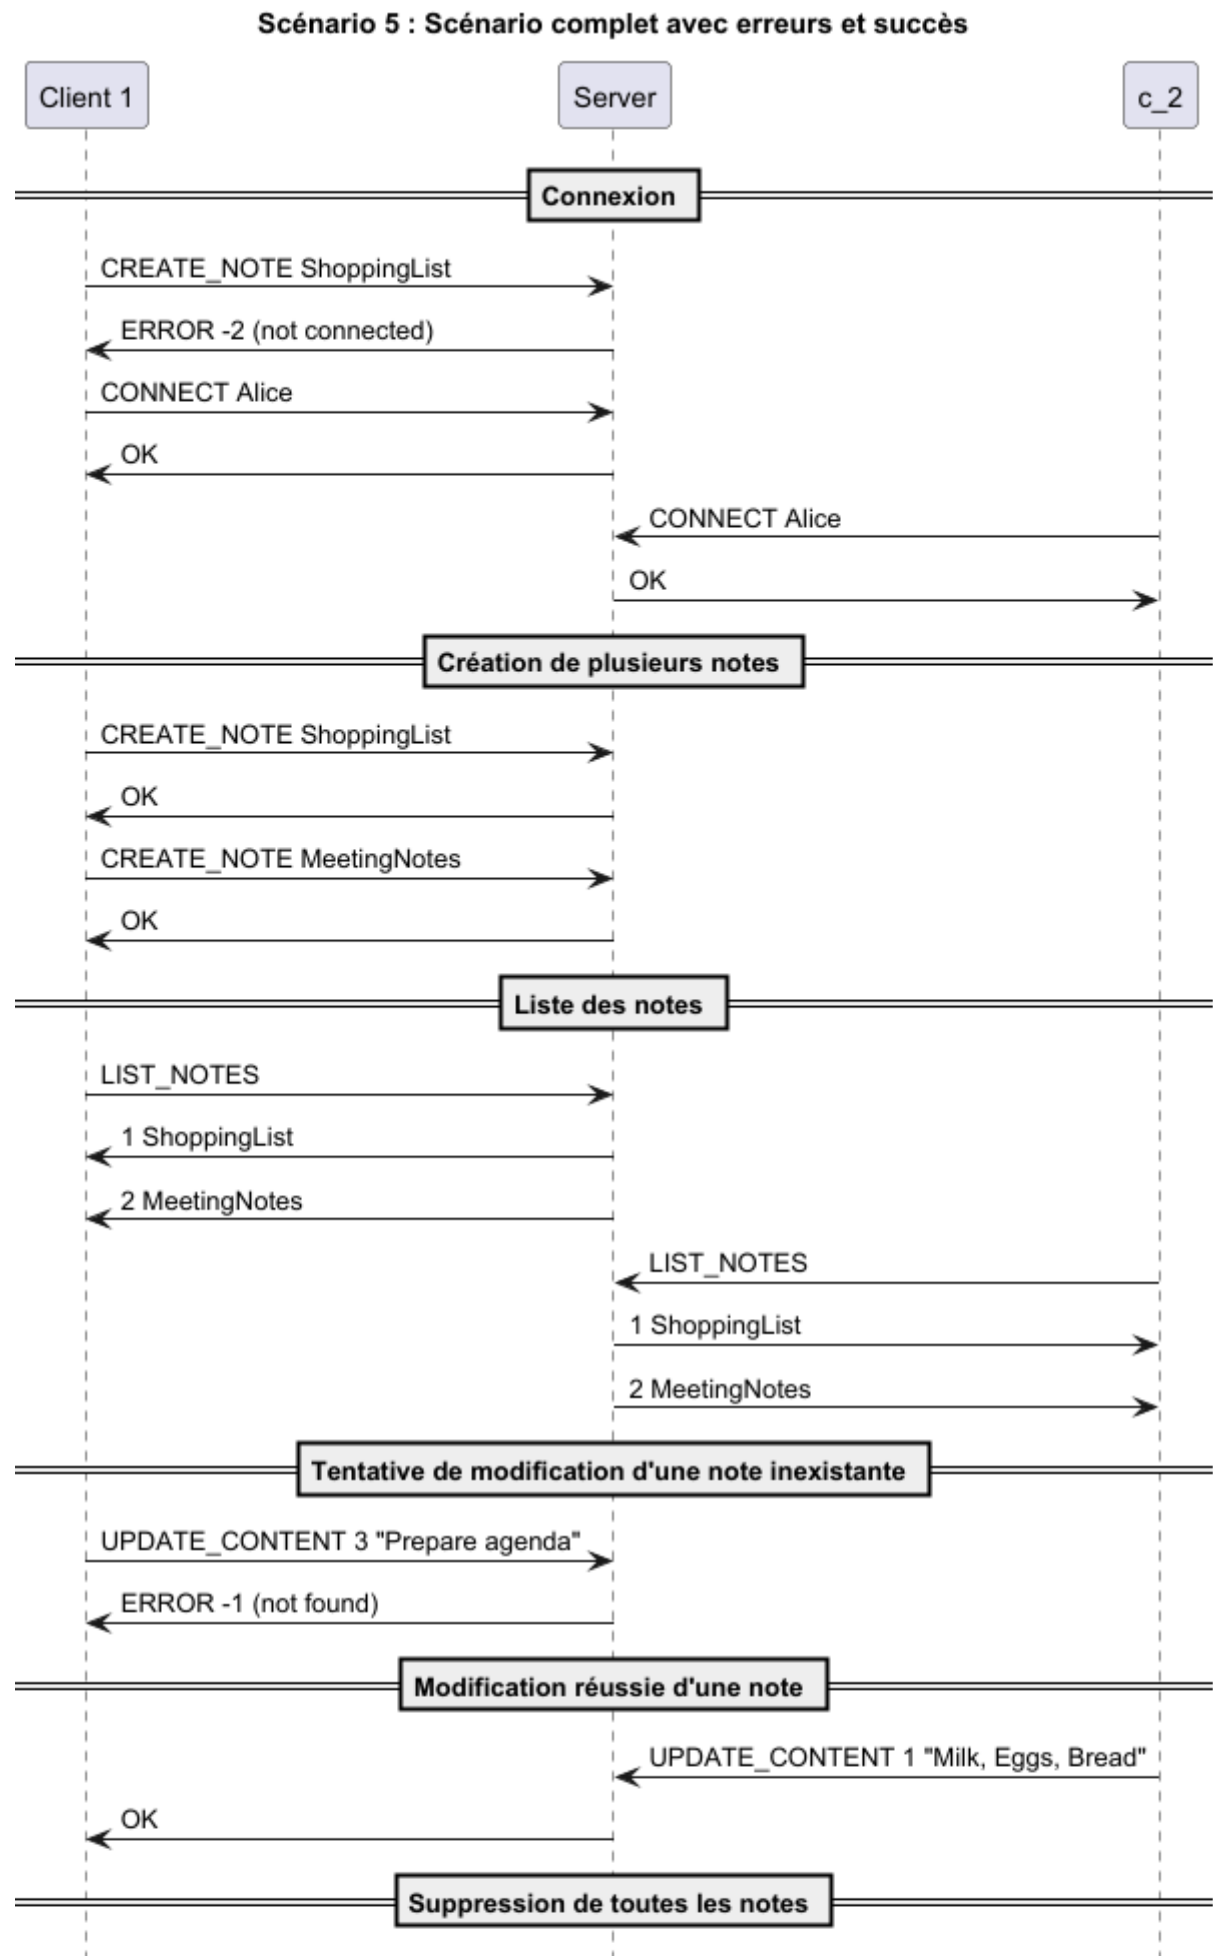 Scénario 5 : Scénario complet avec erreurs et succès
Client 1
Server
c_2
Connexion
CREATE_NOTE ShoppingList
ERROR -2 (not connected)
CONNECT Alice
OK
CONNECT Alice
OK
Création de plusieurs notes
CREATE_NOTE ShoppingList
OK
CREATE_NOTE MeetingNotes
OK
Liste des notes
LIST_NOTES
1 ShoppingList
2 MeetingNotes
LIST_NOTES
1 ShoppingList
2 MeetingNotes
Tentative de modification d'une note inexistante
UPDATE_CONTENT 3 "Prepare agenda"
ERROR -1 (not found)
Modification réussie d'une note
UPDATE_CONTENT 1 "Milk, Eggs, Bread"
OK
Suppression de toutes les notes